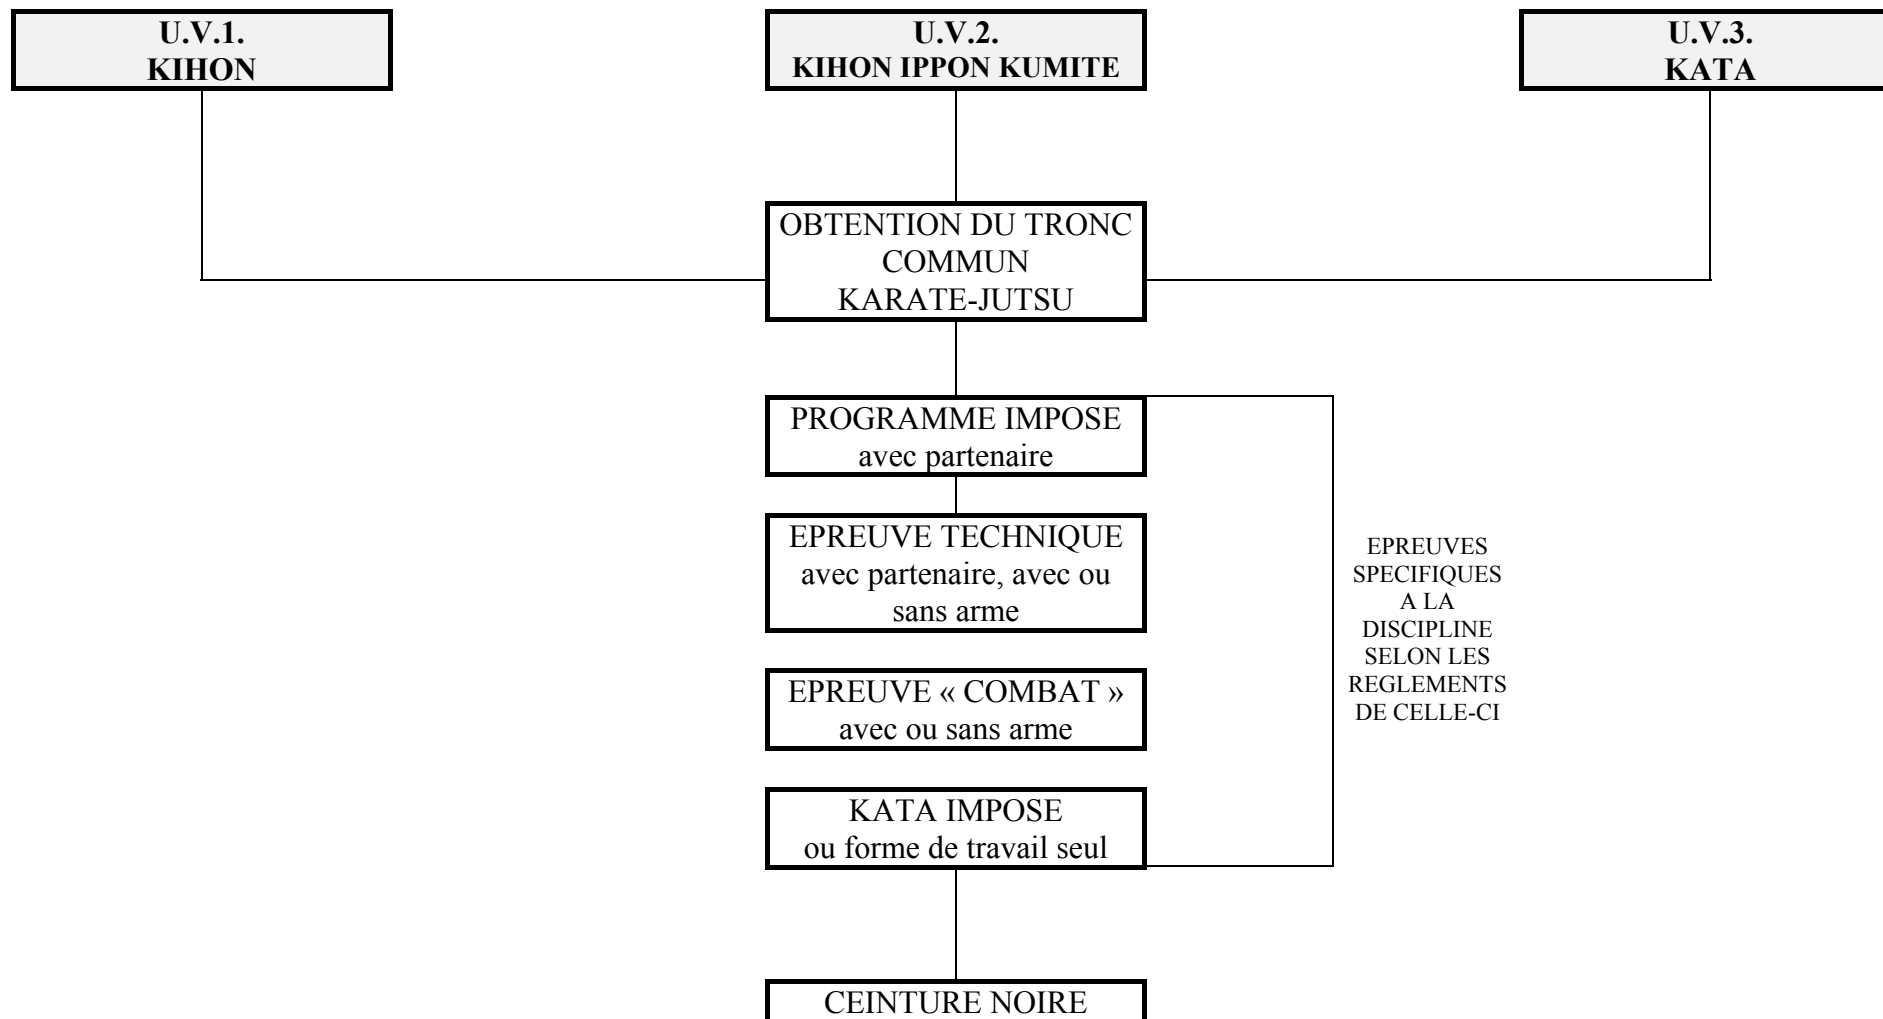 U.V.1.
KIHON
U.V.2.
KIHON IPPON KUMITE
U.V.3.
KATA
OBTENTION DU TRONC
COMMUN
KARATE-JUTSU
PROGRAMME IMPOSE
avec partenaire
EPREUVE TECHNIQUE
avec partenaire, avec ou
sans arme
EPREUVE « COMBAT »
avec ou sans arme
KATA IMPOSE
ou forme de travail seul
EPREUVES
SPECIFIQUES
A LA
DISCIPLINE
SELON LES
REGLEMENTS
DE CELLE-CI
CEINTURE NOIRE